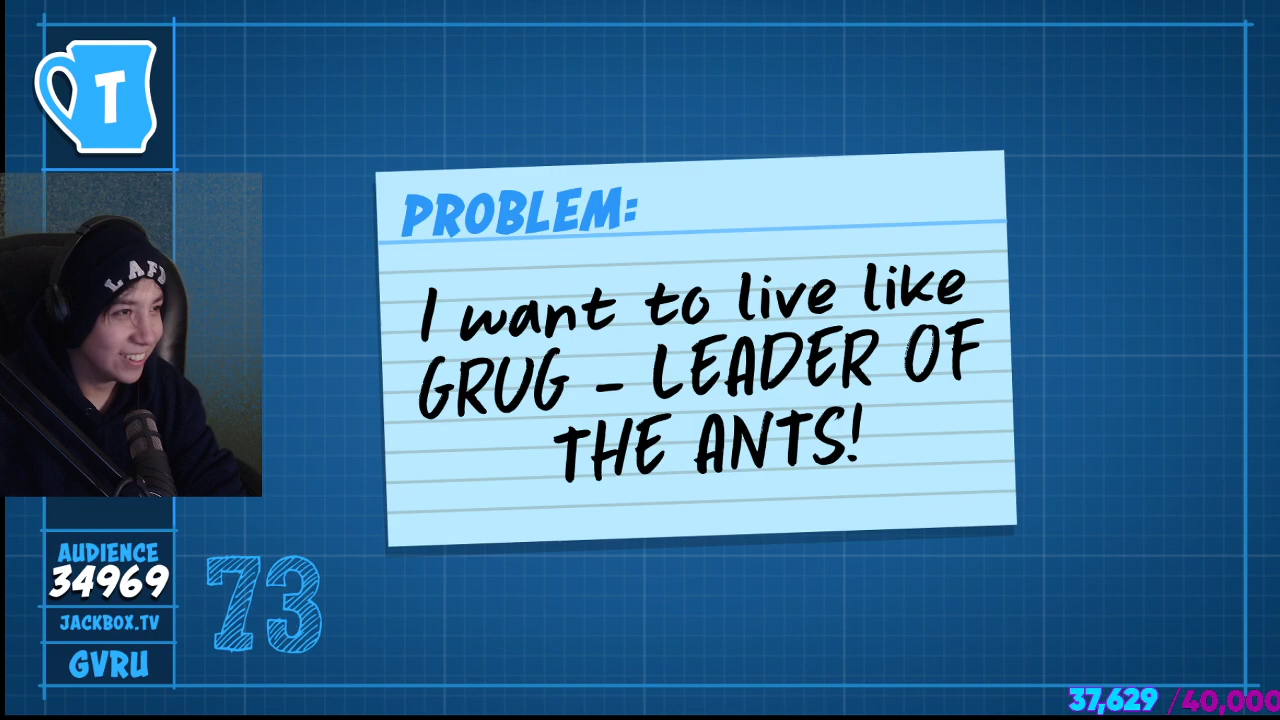 T
PROBLEM:
I want to live like
GRUG - LEADER OF
THE ANTS!
LAFD
AUDIENCE
34969
JACKBOX.TV
GVRU
73
37,629 /40,000